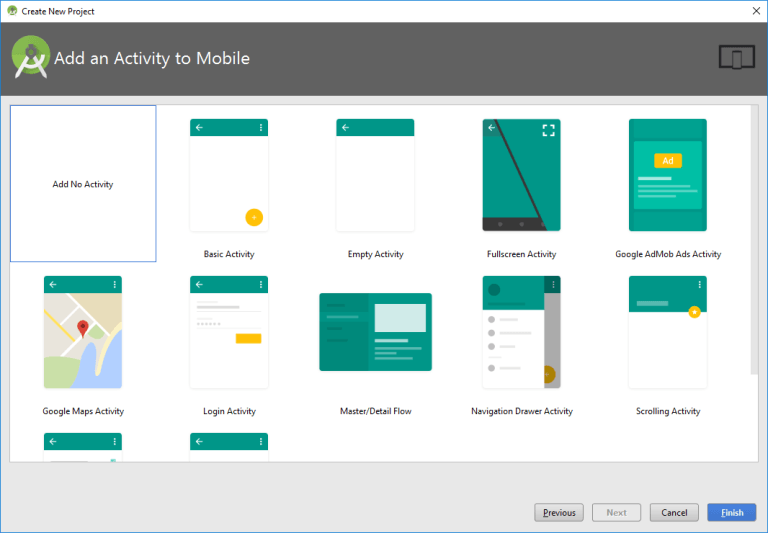 Create New Project
Add an Activity to Mobile
Add No Activity
Basic Activity
Empty Activity
Fullscreen Activity
Ad
Google AdMob Ads Activity
Google Maps Activity
Login Activity
Master/Detail Flow
Navigation Drawer Activity
Scrolling Activity
Previous
Next
Cancel
Finish